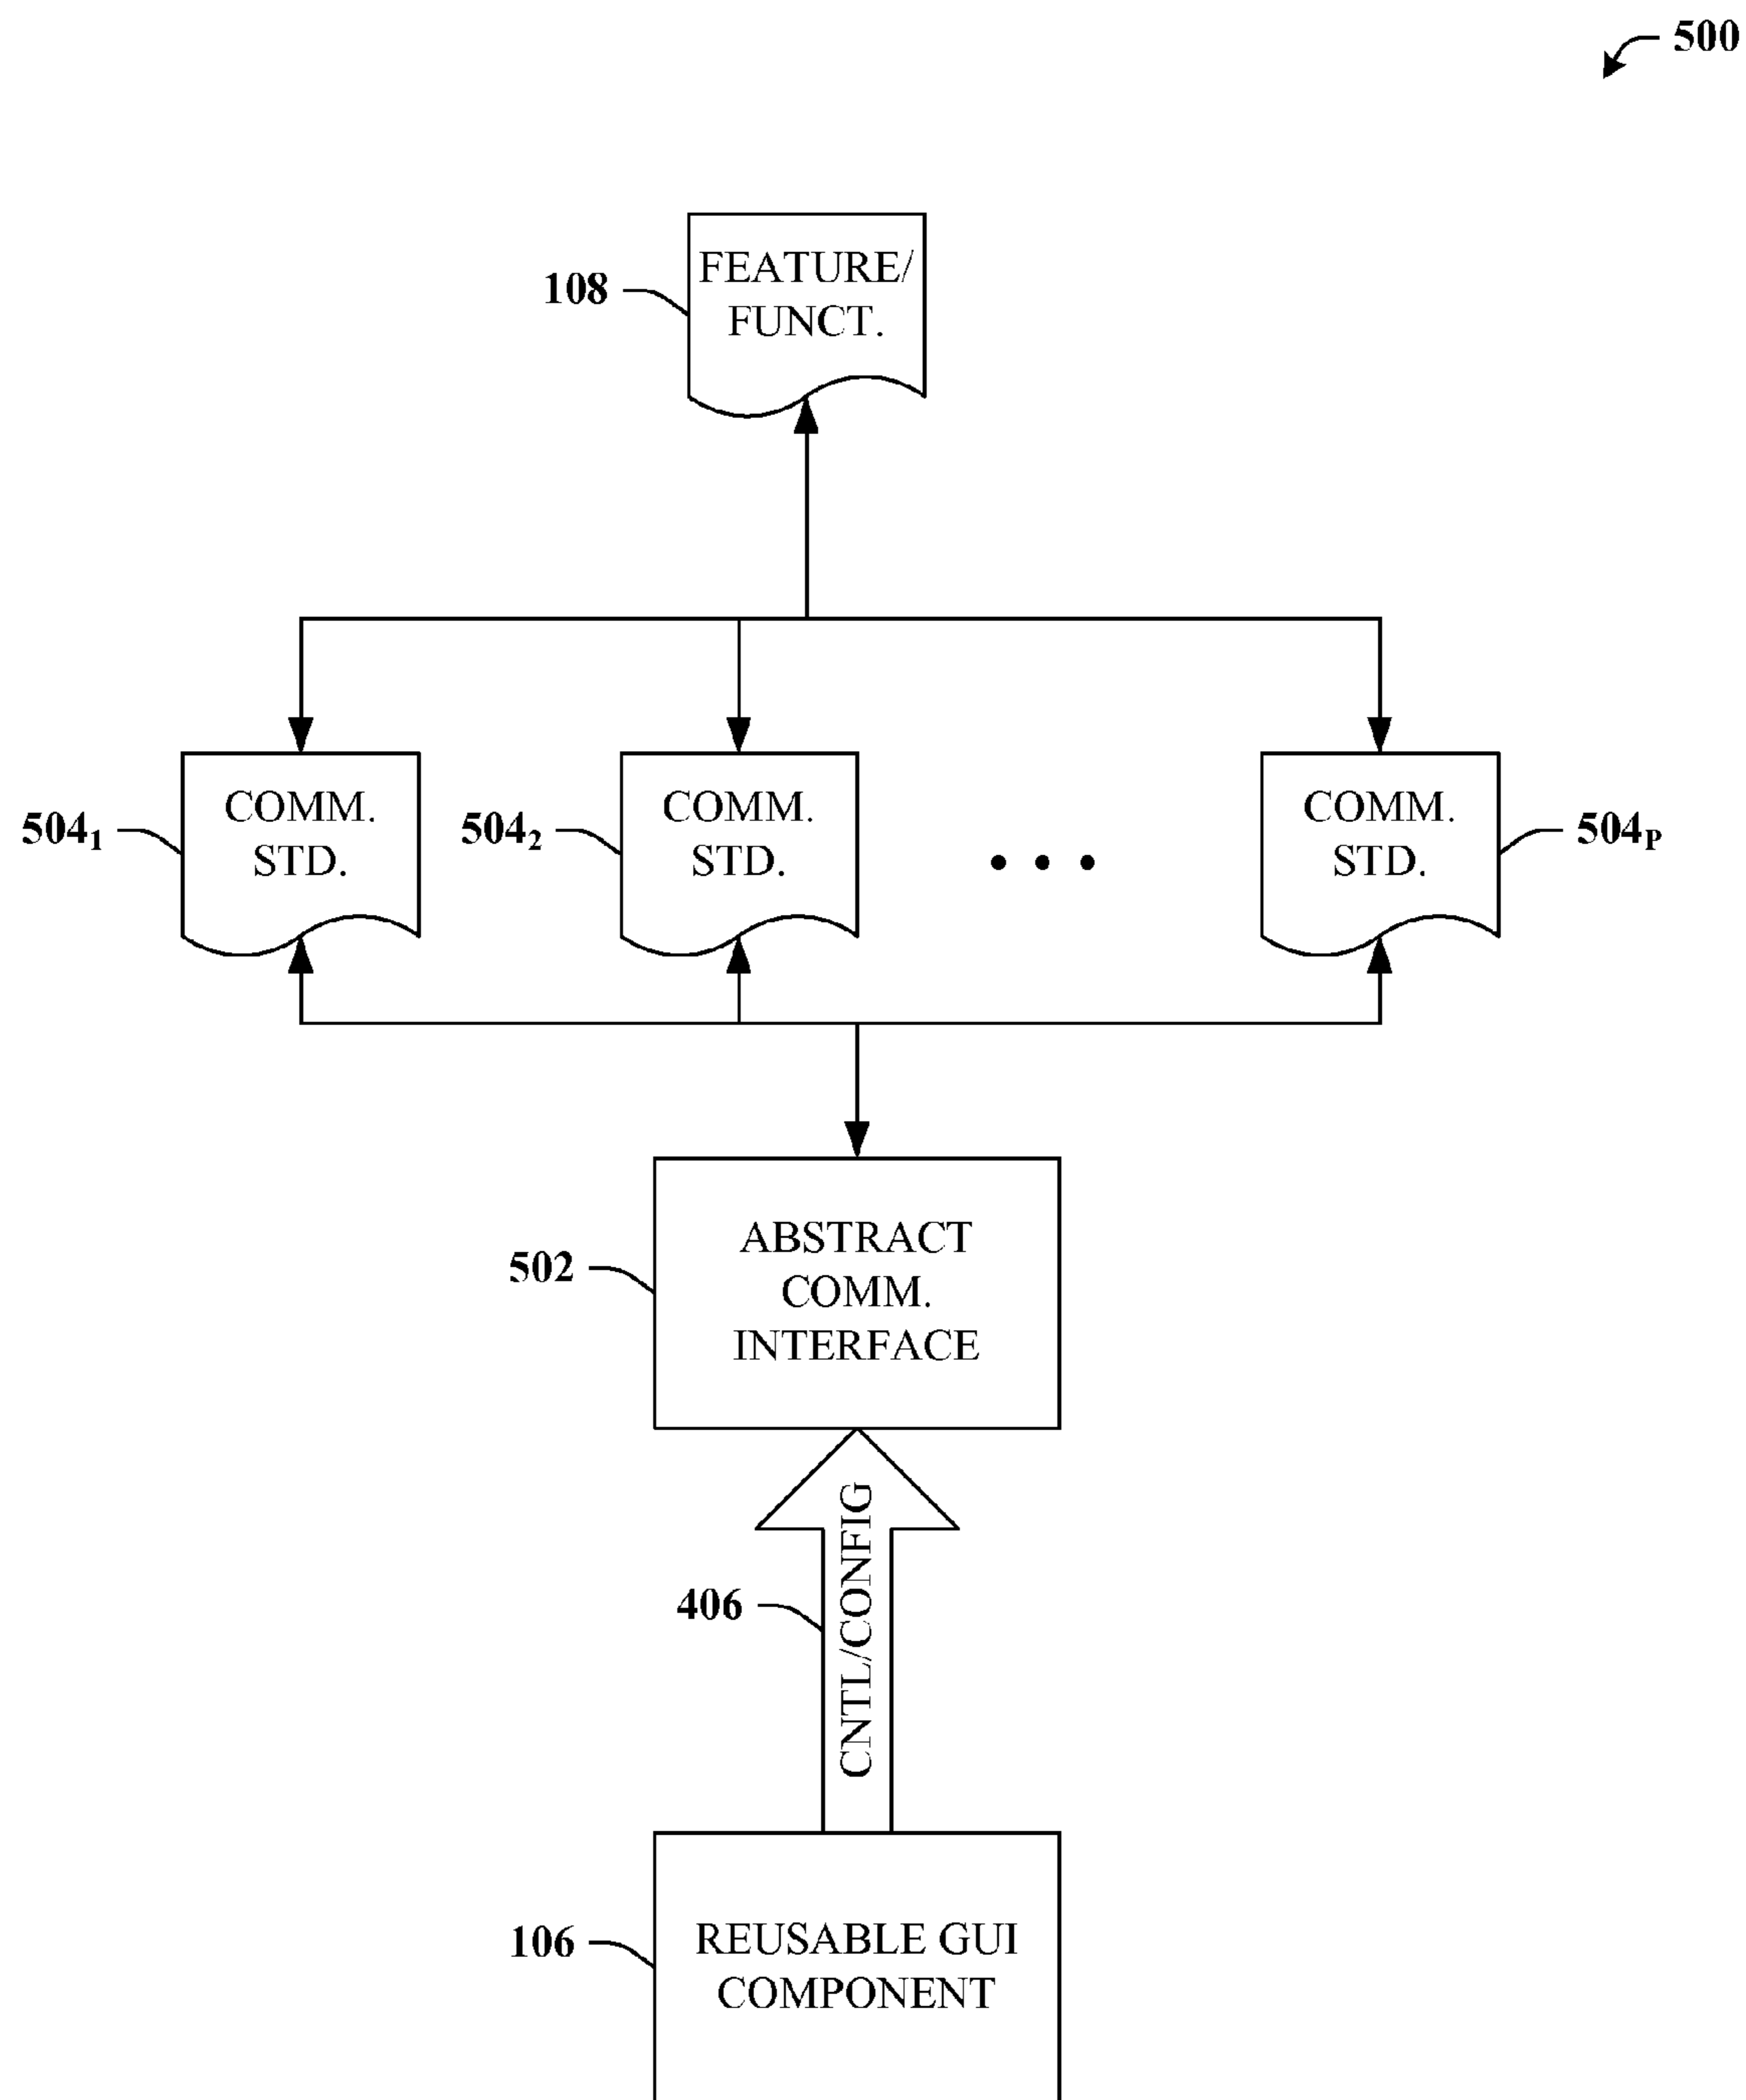 500
108
FEATURE/
FUNCT.
504₁
COMM.
STD.
504₂
COMM.
STD.
• • •
COMM.
STD.
504P
502
ABSTRACT
COMM.
INTERFACE
406
CNTL/CONFIG
106
REUSABLE GUI
COMPONENT